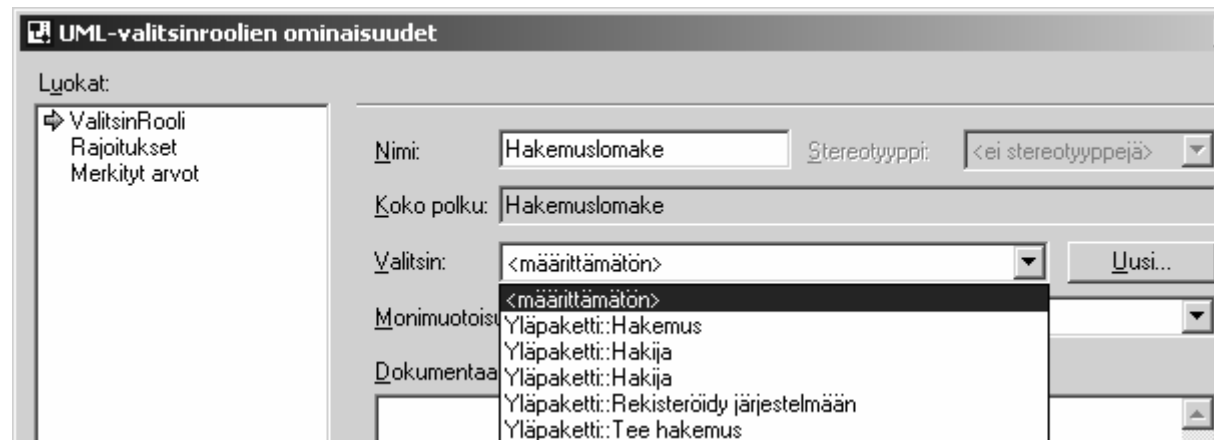 UML-valitsinroolien ominaisuudet
Luokat:
ValitsinRooli
Rajoitukset
Merkityt arvot
Nimi: Hakemuslomake Stereotyyppi: <ei stereotyyppejä>
Koko polku: Hakemuslomake
Valitsin: <määrittämätön> Uusi...
<määrittämätön>
Monimuotoisu
Yläpaketti::Hakemus
Yläpaketti::Hakija
Dokumentaa
Yläpaketti::Hakija
Yläpaketti::Rekisteröidy järjestelmään
Yläpaketti::Tee hakemus